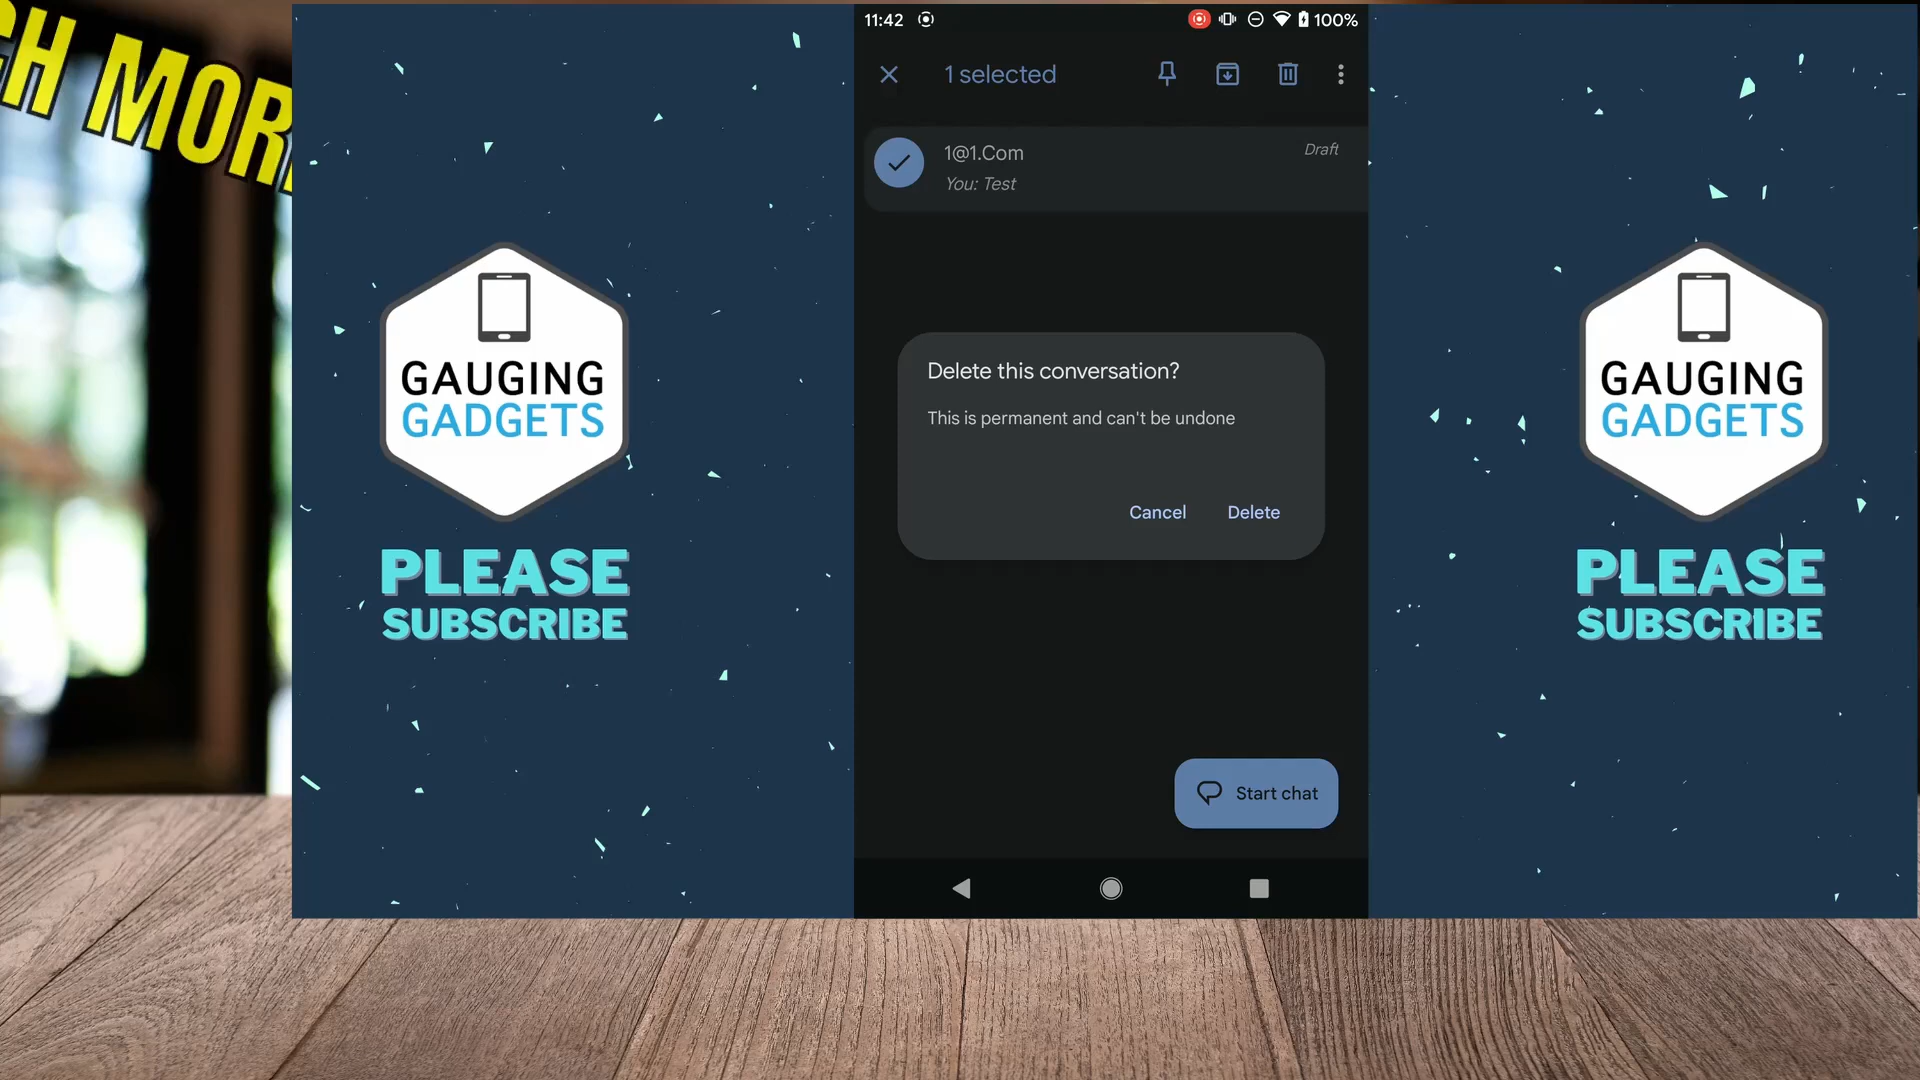 CH MOR
GAUGING
GADGETS
PLEASE
SUBSCRIBE
11:42
100%
1 selected
1@1.Com
Draft
You: Test
Delete this conversation?
This is permanent and can't be undone
Cancel
Delete
Start chat
GAUGING
GADGETS
PLEASE
SUBSCRIBE